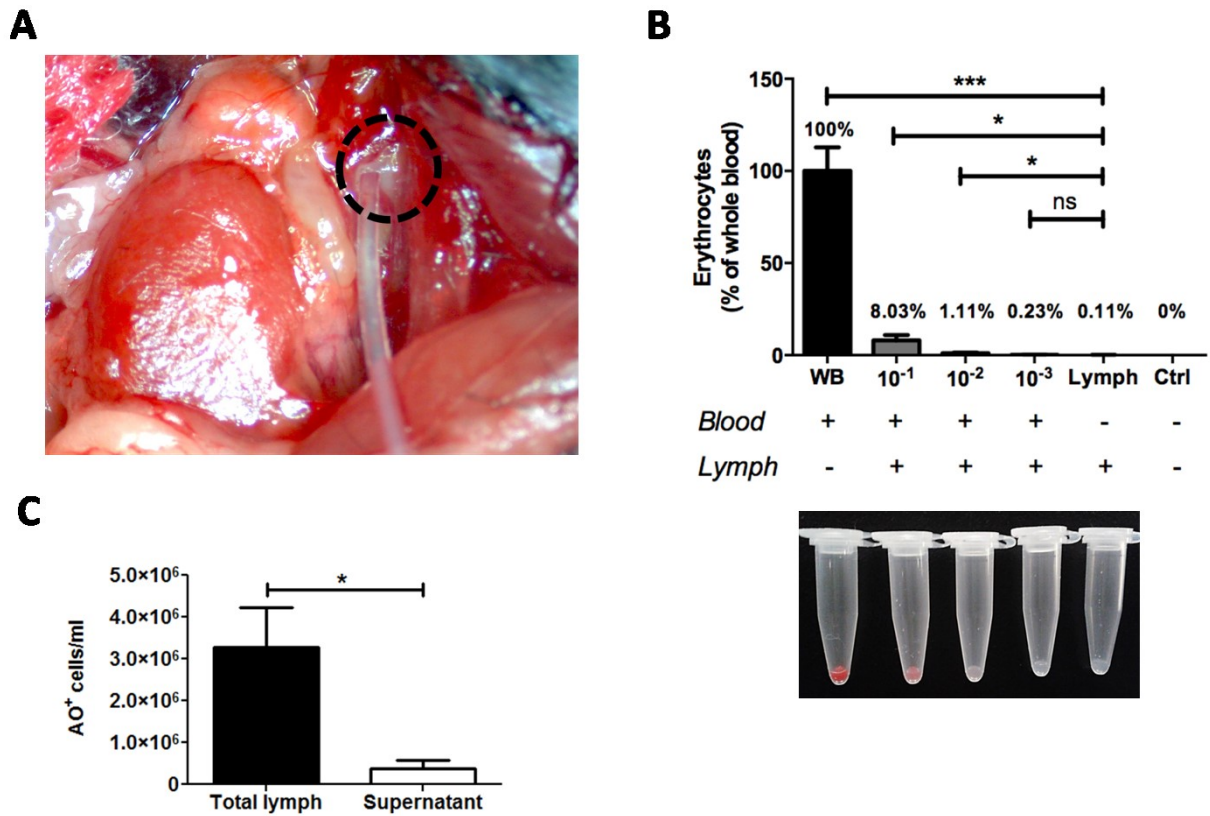 A
B
150
100
50
0
Erythrocytes
(% of whole blood)
***
*
*
ns
100%
8.03%
1.11%
0.23%
0.11%
0%
WB
10⁻¹
10⁻²
10⁻³
Lymph
Ctrl
Blood + + + + - -
Lymph - + + + + -
C
5.0×10⁶
4.0×10⁶
3.0×10⁶
2.0×10⁶
1.0×10⁶
0
AO⁺ cells/ml
*
Total lymph
Supernatant